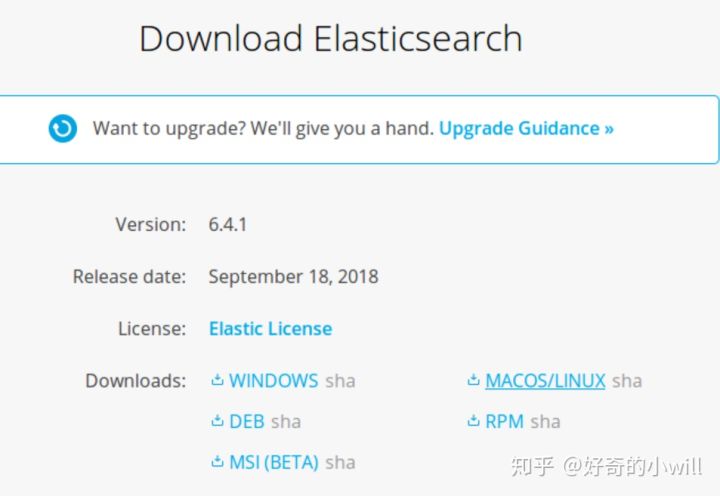 Download Elasticsearch
Want to upgrade? We'll give you a hand. Upgrade Guidance »
Version: 6.4.1
Release date: September 18, 2018
License: Elastic License
Downloads: WINDOWS sha MACOS/LINUX sha
DEB sha RPM sha
MSI (BETA) sha
知乎 @好奇的小will